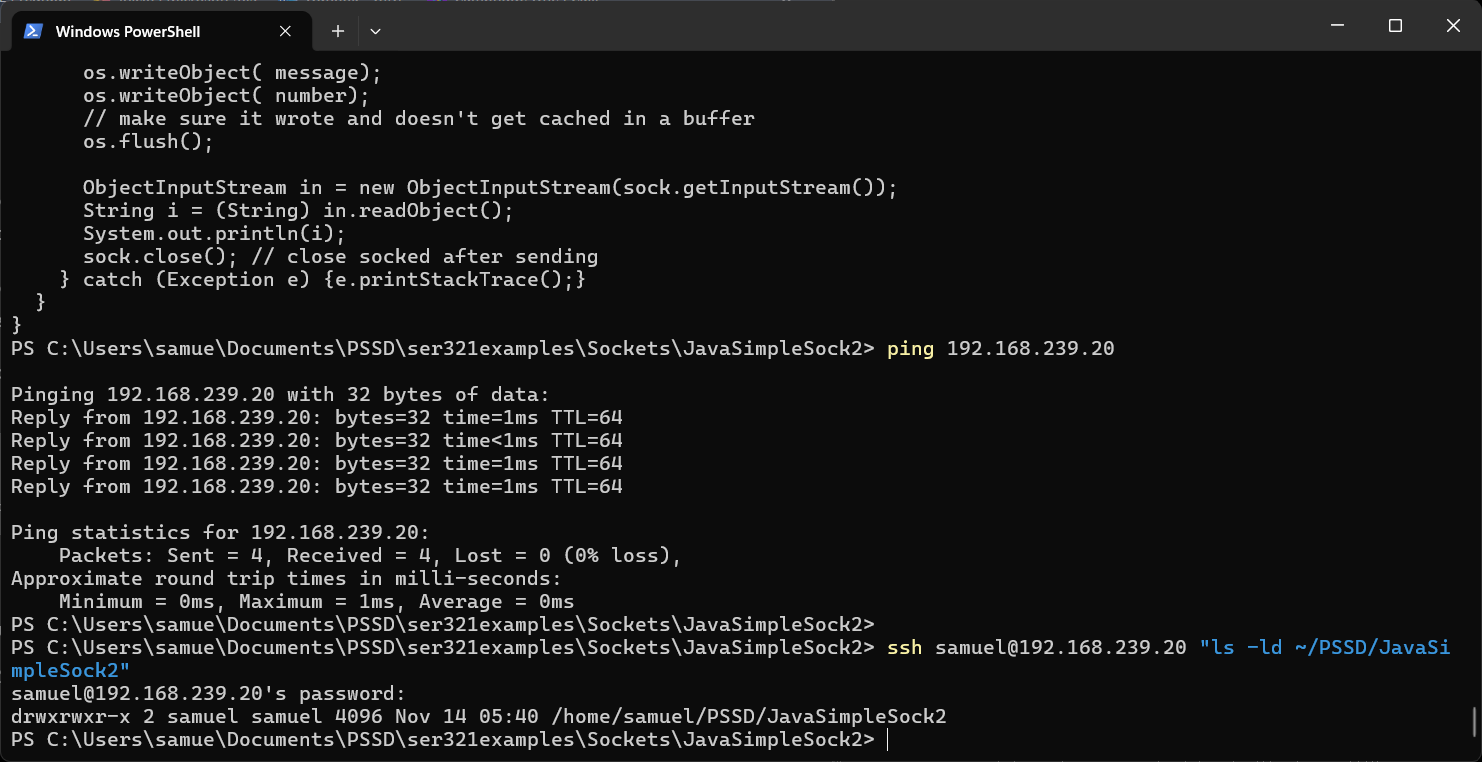 Windows PowerShell
os.writeObject( message);
os.writeObject( number);
// make sure it wrote and doesn't get cached in a buffer
os.flush();
ObjectInputStream in = new ObjectInputStream(sock.getInputStream());
String i = (String) in.readObject();
System.out.println(i);
sock.close(); // close socked after sending
} catch (Exception e) {e.printStackTrace();}
}
}
PS C:\Users\samue\Documents\PSSD\ser321examples\Sockets\JavaSimpleSock2> ping 192.168.239.20
Pinging 192.168.239.20 with 32 bytes of data:
Reply from 192.168.239.20: bytes=32 time=1ms TTL=64
Reply from 192.168.239.20: bytes=32 time<1ms TTL=64
Reply from 192.168.239.20: bytes=32 time=1ms TTL=64
Reply from 192.168.239.20: bytes=32 time=1ms TTL=64
Ping statistics for 192.168.239.20:
Packets: Sent = 4, Received = 4, Lost = 0 (0% loss),
Approximate round trip times in milli-seconds:
Minimum = 0ms, Maximum = 1ms, Average = 0ms
PS C:\Users\samue\Documents\PSSD\ser321examples\Sockets\JavaSimpleSock2>
PS C:\Users\samue\Documents\PSSD\ser321examples\Sockets\JavaSimpleSock2> ssh samuel@192.168.239.20 "ls -ld ~/PSSD/JavaSi
mpleSock2"
samuel@192.168.239.20's password:
drwxrwxr-x 2 samuel samuel 4096 Nov 14 05:40 /home/samuel/PSSD/JavaSimpleSock2
PS C:\Users\samue\Documents\PSSD\ser321examples\Sockets\JavaSimpleSock2>